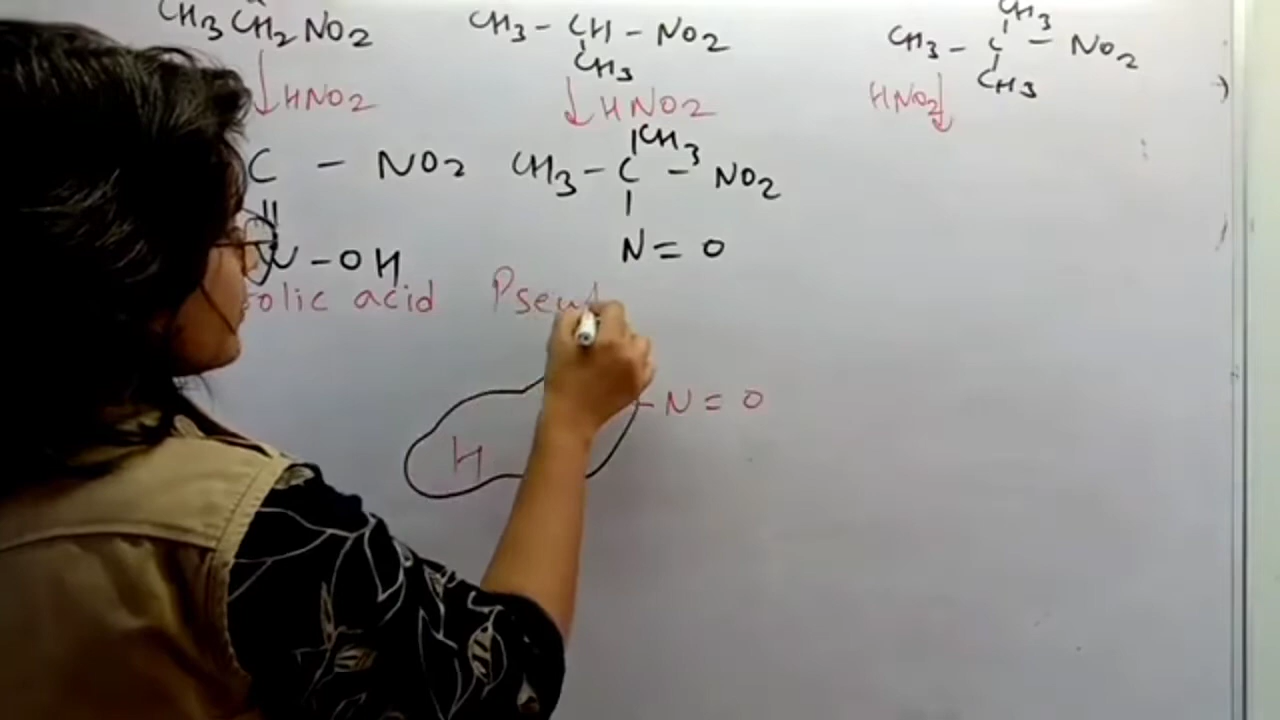 CH3 CH2 NO2
CH3 - CH - NO2
CH3
CH3
CH3 - C - NO2
CH3
HNO2
HNO2
HNO2
C - NO2
CH3
CH3 - C - NO2
N - OH
N = O
olic acid
Pseud
H
- N = O